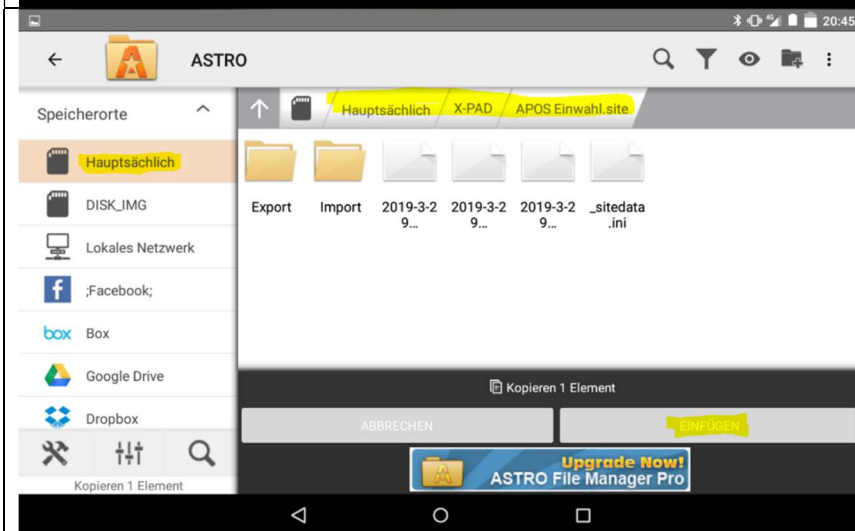 4G 20:45
ASTRO
Speicherorte
Hauptsächlich
DISK_IMG
Lokales Netzwerk
;Facebook;
Box
Google Drive
Dropbox
Kopieren 1 Element
Hauptsächlich X-PAD APOS Einwahl.site
Export Import 2019-3-2 2019-3-2 2019-3-2 _sitedata
9... 9... 9... .ini
Kopieren 1 Element
ABBRECHEN EINFÜGEN
Upgrade Now!
ASTRO File Manager Pro